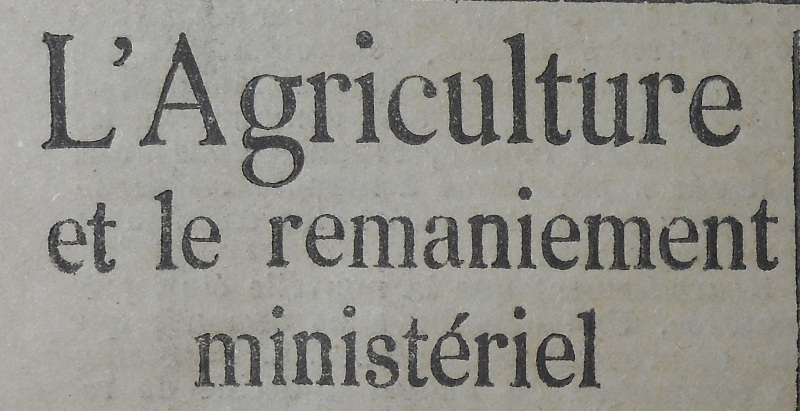 L'Agriculture
et le remaniement
ministériel